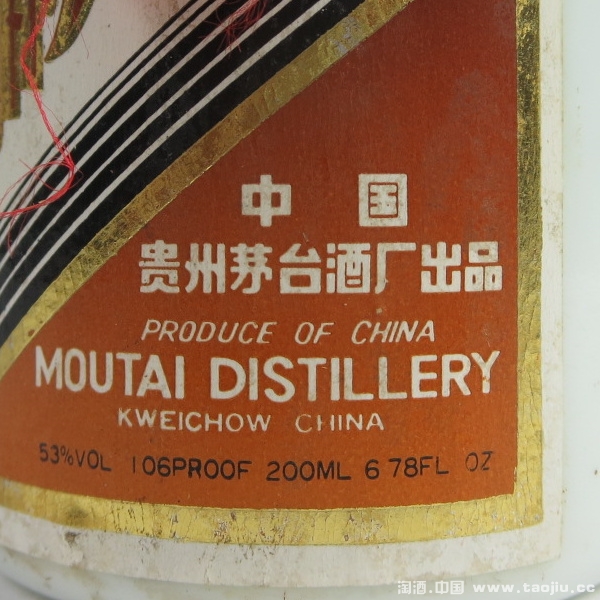 中国
贵州茅台酒厂出品
PRODUCE OF CHINA
MOUTAI DISTILLERY
KWEICHOW CHINA
53%VOL 106PROOF 200ML 6 78FL OZ
淘酒.中国 www.taojiu.cc